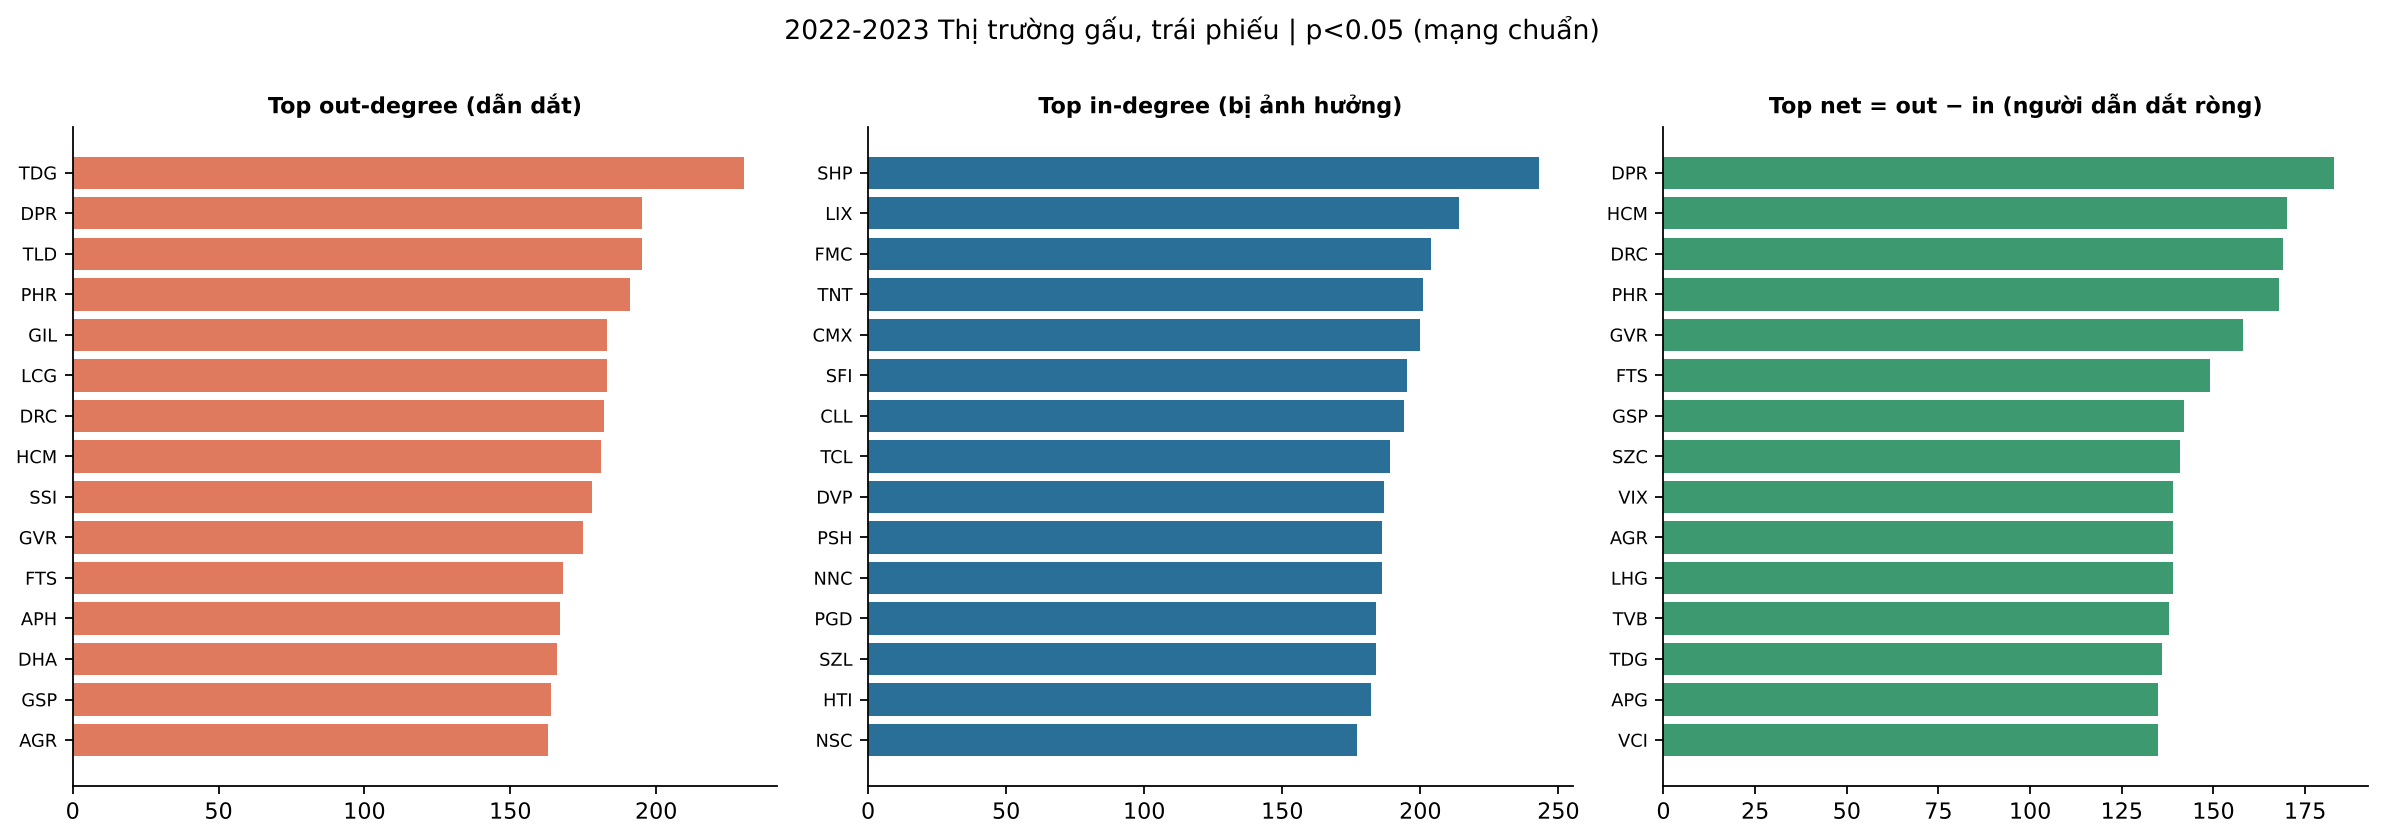 2022-2023 Thị trường gấu, trái phiếu | p<0.05 (mạng chuẩn)
Top out-degree (dẫn dắt)
TDG
DPR
TLD
PHR
GIL
LCG
DRC
HCM
SSI
GVR
FTS
APH
DHA
GSP
AGR
0 50 100 150 200
Top in-degree (bị ảnh hưởng)
SHP
LIX
FMC
TNT
CMX
SFI
CLL
TCL
DVP
PSH
NNC
PGD
SZL
HTI
NSC
0 50 100 150 200 250
Top net = out − in (người dẫn dắt ròng)
DPR
HCM
DRC
PHR
GVR
FTS
GSP
SZC
VIX
AGR
LHG
TVB
TDG
APG
VCI
0 25 50 75 100 125 150 175